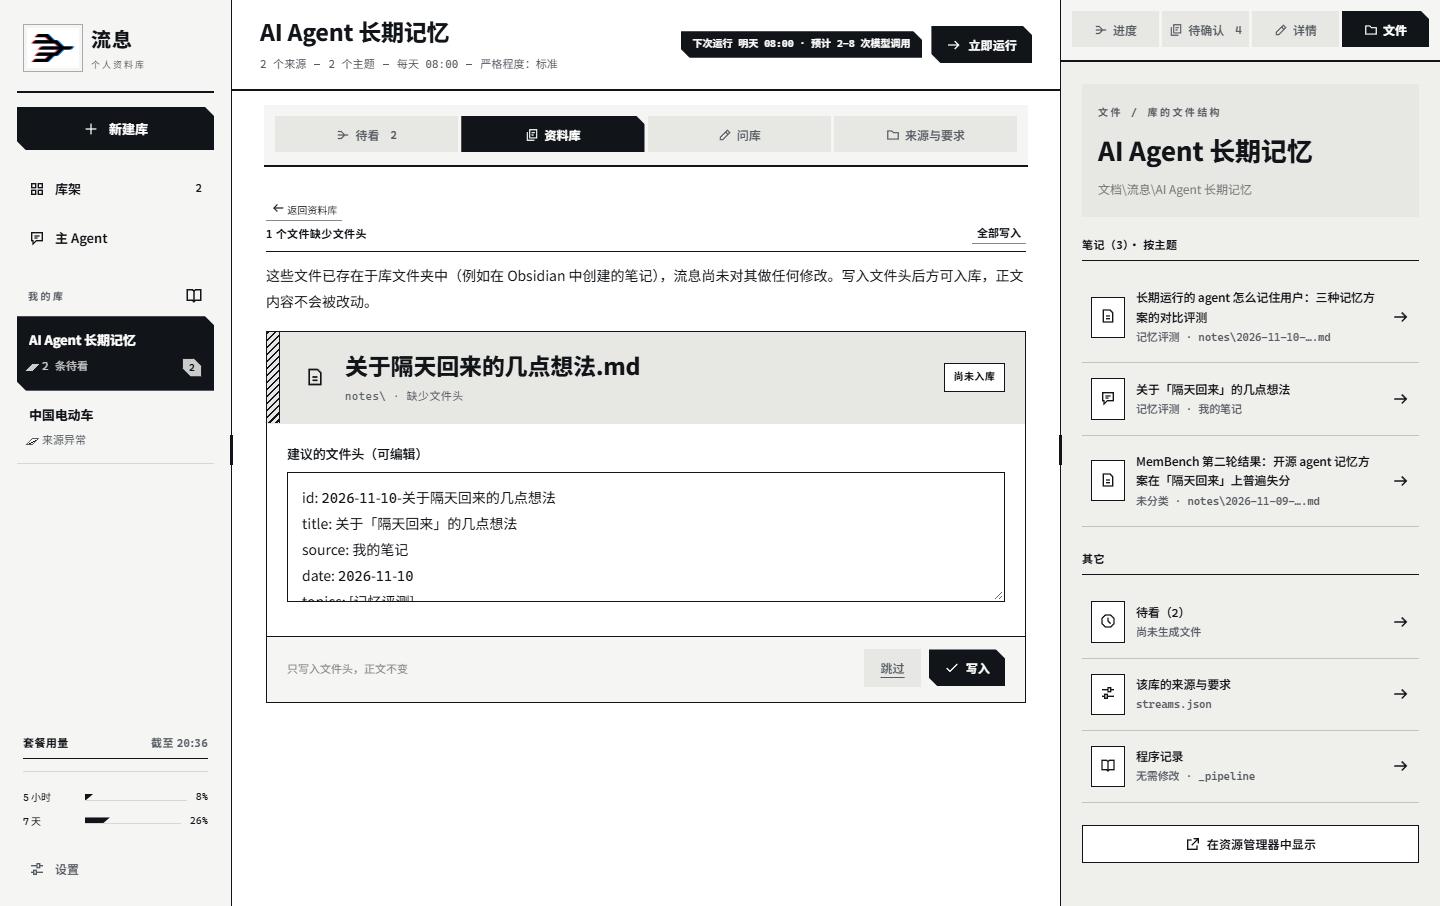 流息
个人资料库
新建库
库架 2
主 Agent
我的库
AI Agent 长期记忆
2 条待看 2
中国电动车
来源异常
套餐用量 截至 20:36
5 小时 8%
7 天 26%
设置
AI Agent 长期记忆
2 个来源 — 2 个主题 — 每天 08:00 — 严格程度：标准
下次运行 明天 08:00 · 预计 2–8 次模型调用
立即运行
待看 2
资料库
问库
来源与要求
返回资料库
1 个文件缺少文件头
全部写入
这些文件已存在于库文件夹中（例如在 Obsidian 中创建的笔记），流息尚未对其做任何修改。写入文件头后方可入库，正文
内容不会被改动。
关于隔天回来的几点想法.md
notes\ · 缺少文件头
尚未入库
建议的文件头（可编辑）
id: 2026-11-10-关于隔天回来的几点想法
title: 关于「隔天回来」的几点想法
source: 我的笔记
date: 2026-11-10
topics: [记忆评测]
只写入文件头，正文不变
跳过
写入
进度
待确认 4
详情
文件
文件 / 库的文件结构
AI Agent 长期记忆
文档\流息\AI Agent 长期记忆
笔记（3）· 按主题
长期运行的 agent 怎么记住用户：三种记忆方
案的对比评测
记忆评测 · notes\2026-11-10-….md
关于「隔天回来」的几点想法
记忆评测 · 我的笔记
MemBench 第二轮结果：开源 agent 记忆方
案在「隔天回来」上普遍失分
未分类 · notes\2026-11-09-….md
其它
待看（2）
尚未生成文件
该库的来源与要求
streams.json
程序记录
无需修改 · _pipeline
在资源管理器中显示